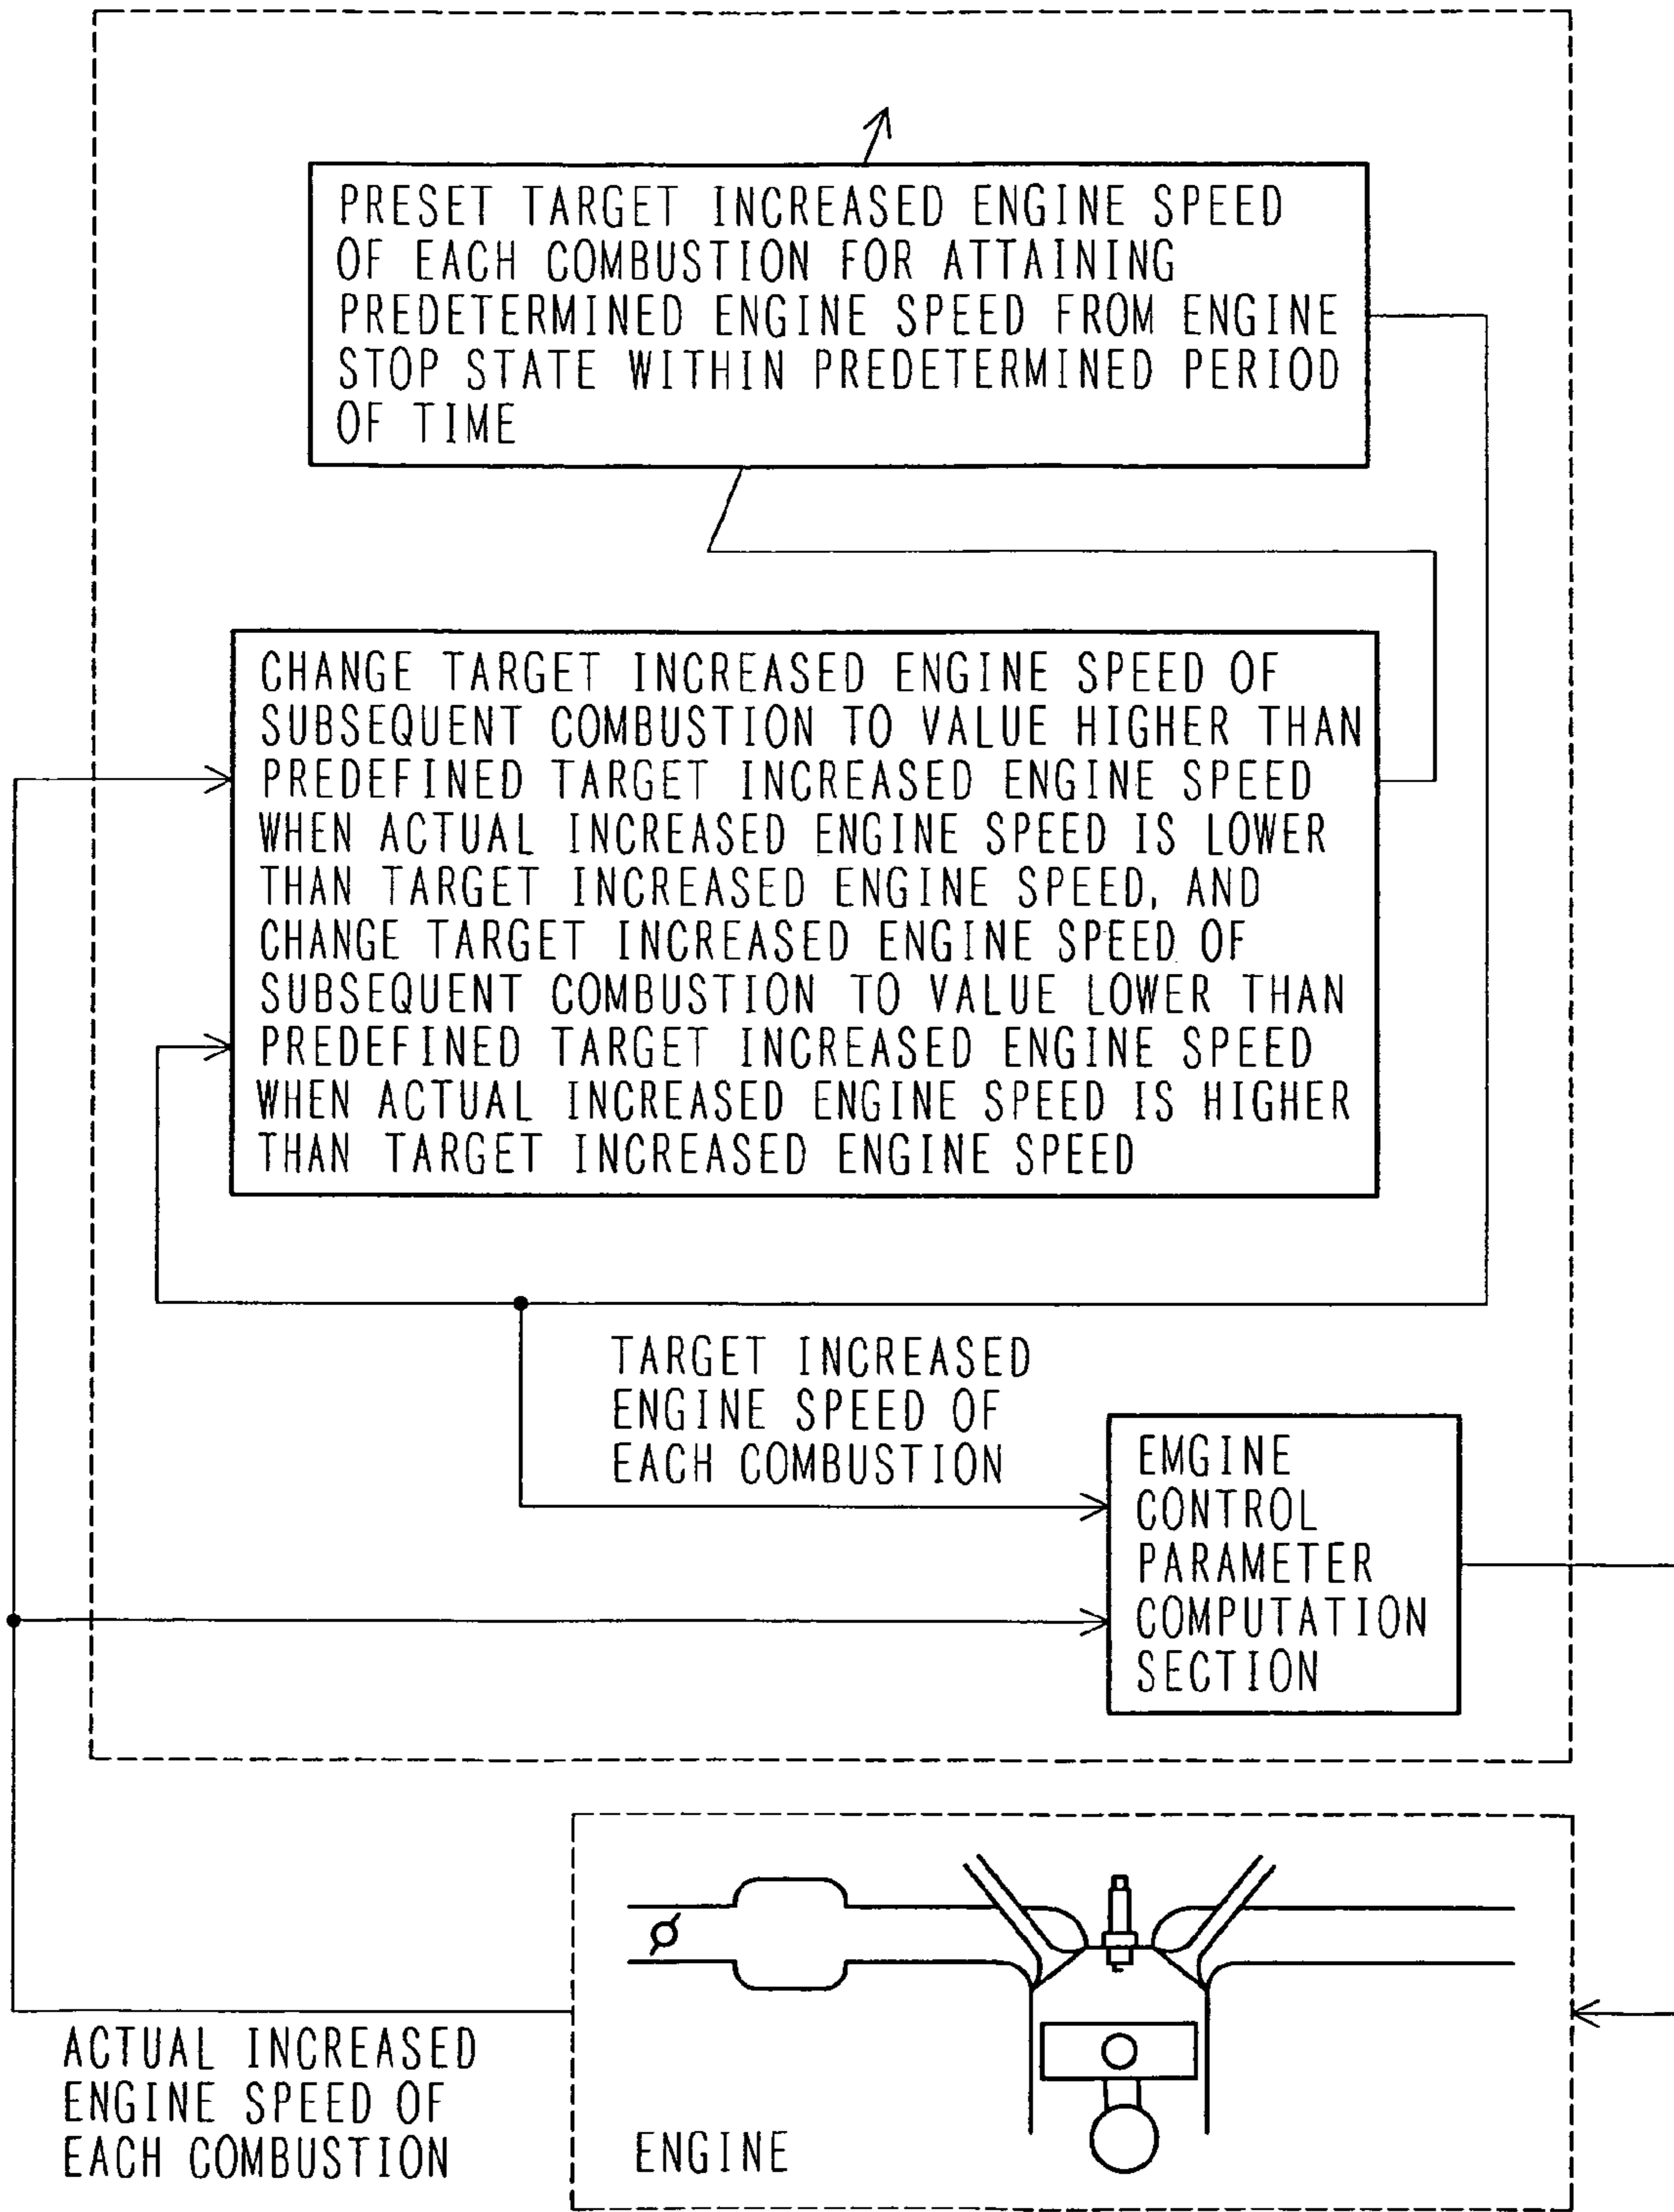 PRESET TARGET INCREASED ENGINE SPEED
OF EACH COMBUSTION FOR ATTAINING
PREDETERMINED ENGINE SPEED FROM ENGINE
STOP STATE WITHIN PREDETERMINED PERIOD
OF TIME
CHANGE TARGET INCREASED ENGINE SPEED OF
SUBSEQUENT COMBUSTION TO VALUE HIGHER THAN
PREDEFINED TARGET INCREASED ENGINE SPEED
WHEN ACTUAL INCREASED ENGINE SPEED IS LOWER
THAN TARGET INCREASED ENGINE SPEED, AND
CHANGE TARGET INCREASED ENGINE SPEED OF
SUBSEQUENT COMBUSTION TO VALUE LOWER THAN
PREDEFINED TARGET INCREASED ENGINE SPEED
WHEN ACTUAL INCREASED ENGINE SPEED IS HIGHER
THAN TARGET INCREASED ENGINE SPEED
TARGET INCREASED
ENGINE SPEED OF
EACH COMBUSTION
EMGINE
CONTROL
PARAMETER
COMPUTATION
SECTION
ACTUAL INCREASED
ENGINE SPEED OF
EACH COMBUSTION
ENGINE